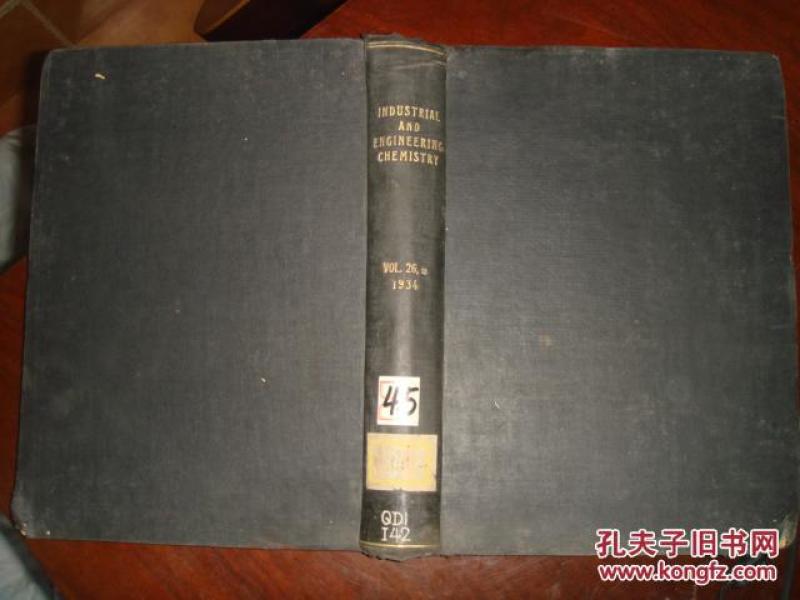 INDUSTRIAL
AND
ENGINEERING
CHEMISTRY
VOL. 26,
1934
45
QD1
I42
孔夫子旧书网
www.kongfz.com